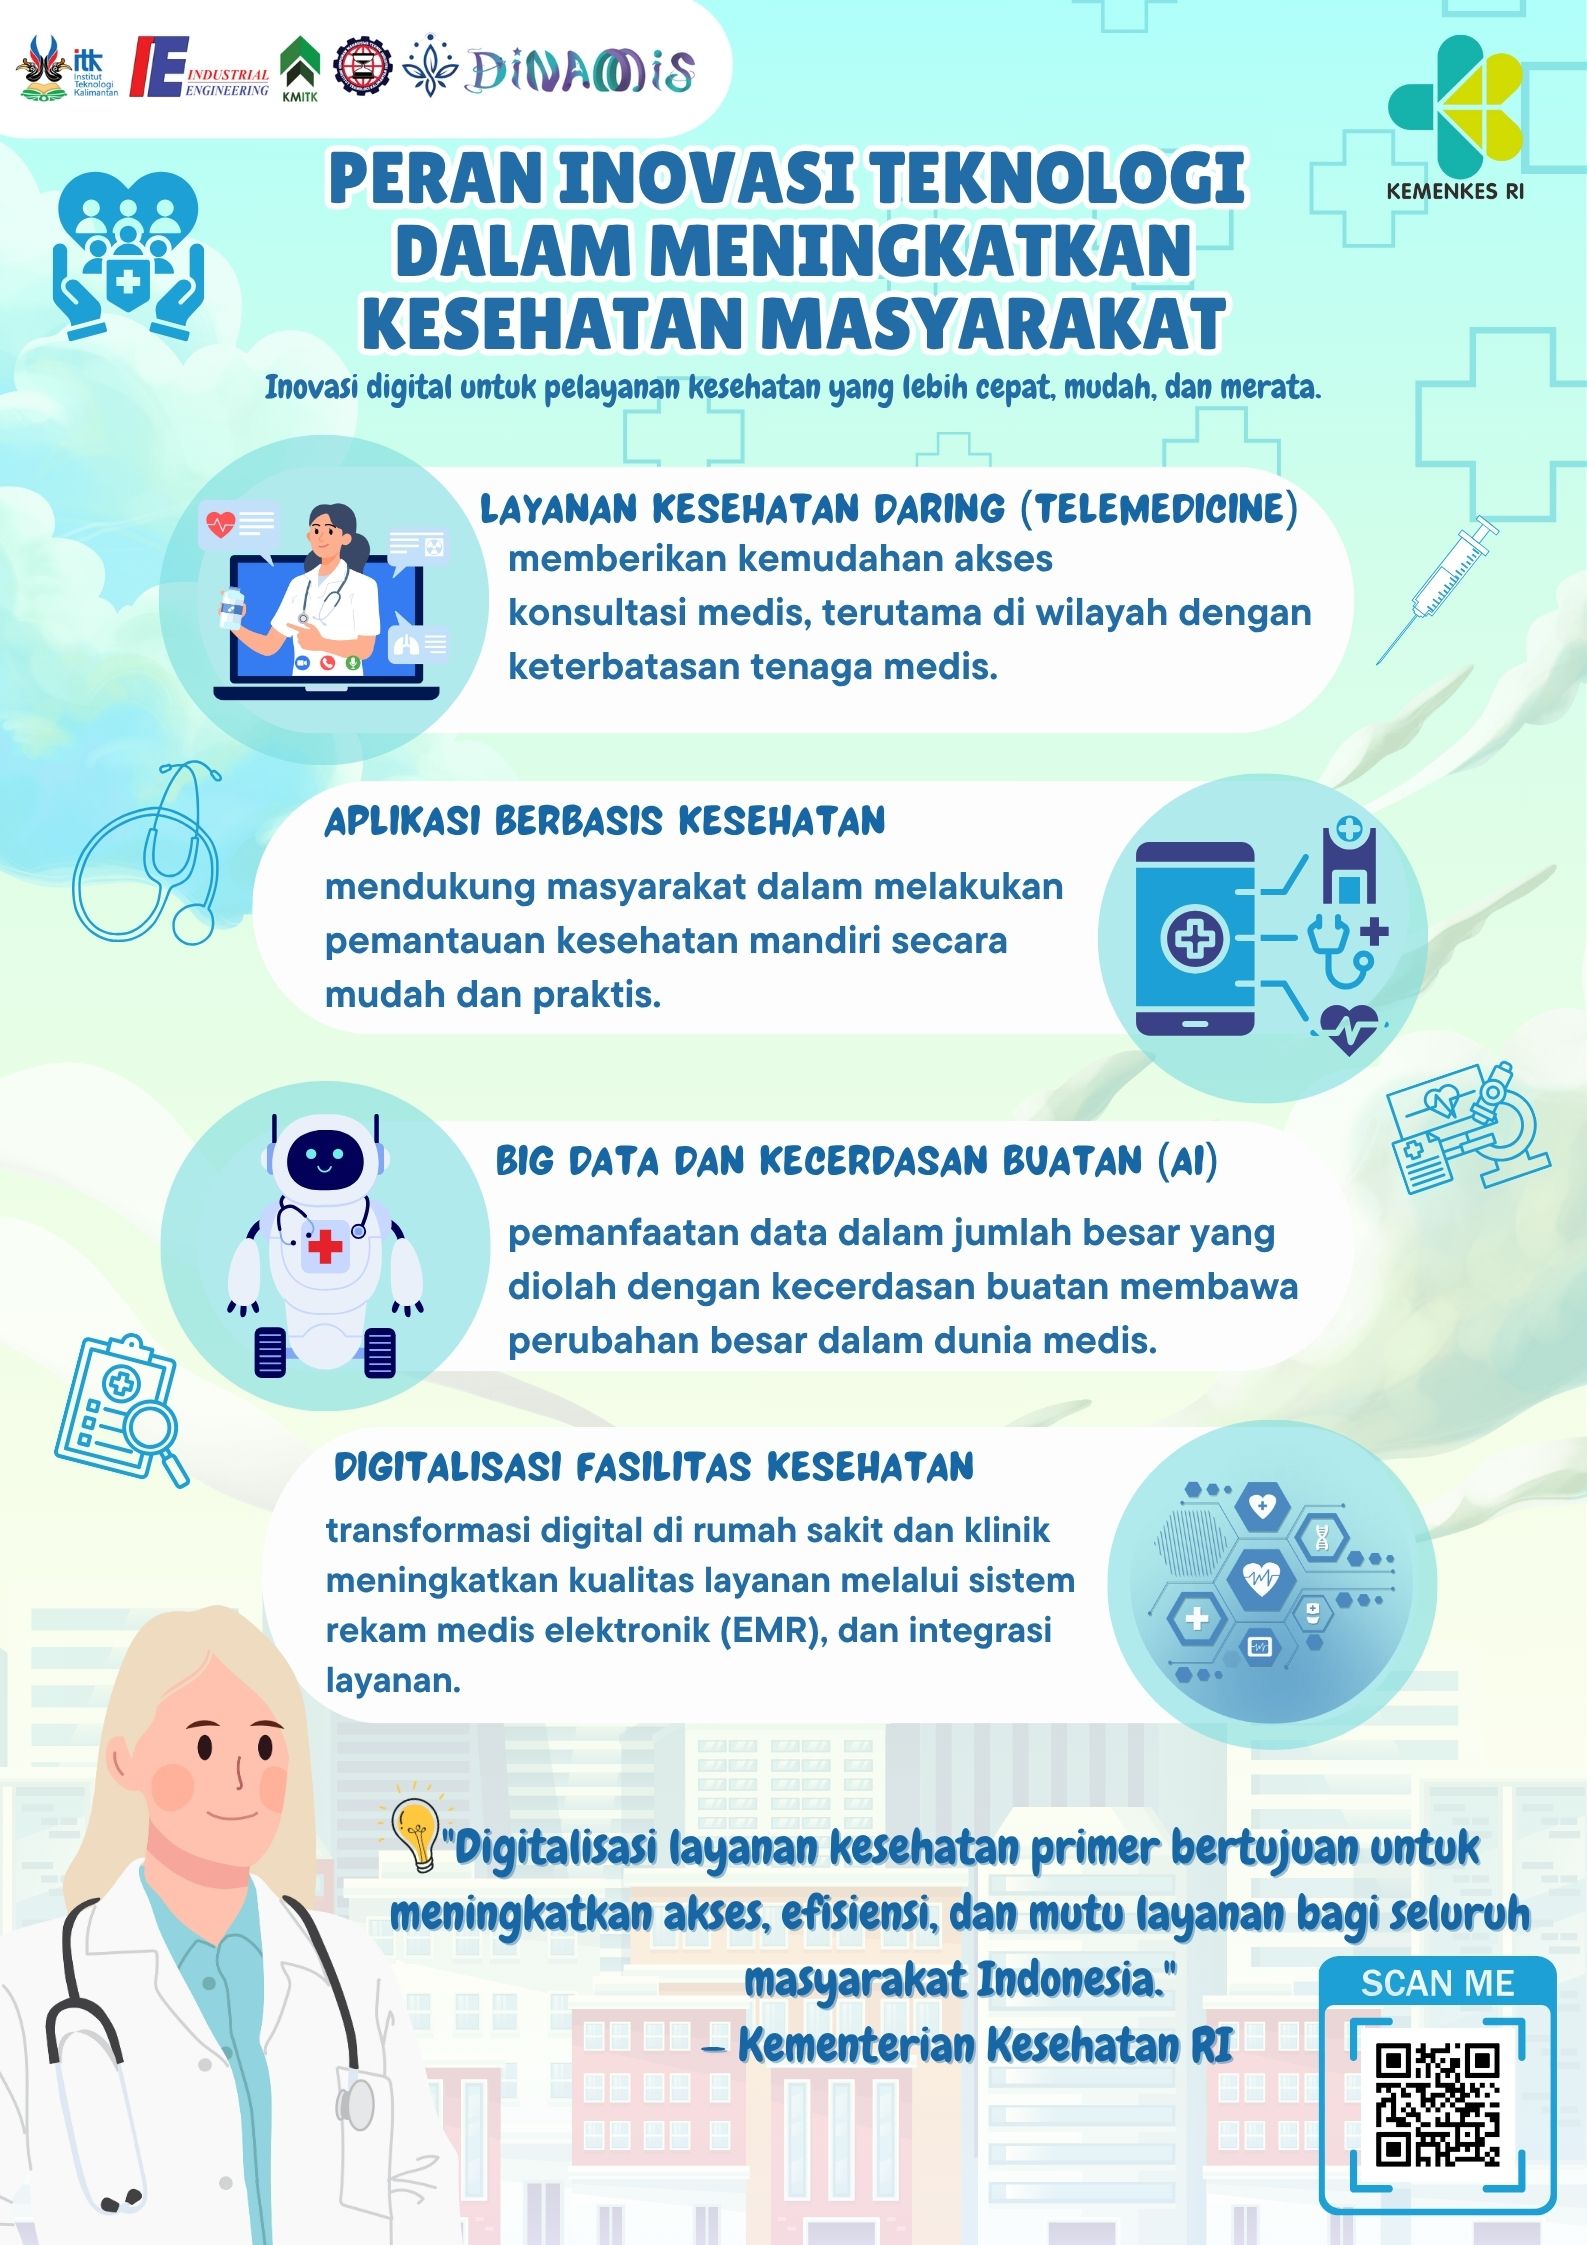 itk
Institut
Teknologi
Kalimantan
IE INDUSTRIAL
ENGINEERING
KMITK
DiNAMiS
KEMENKES RI
PERAN INOVASI TEKNOLOGI
DALAM MENINGKATKAN
KESEHATAN MASYARAKAT
Inovasi digital untuk pelayanan kesehatan yang lebih cepat, mudah, dan merata.
LAYANAN KESEHATAN DARING (TELEMEDICINE)
memberikan kemudahan akses
konsultasi medis, terutama di wilayah dengan
keterbatasan tenaga medis.
APLIKASI BERBASIS KESEHATAN
mendukung masyarakat dalam melakukan
pemantauan kesehatan mandiri secara
mudah dan praktis.
BIG DATA DAN KECERDASAN BUATAN (AI)
pemanfaatan data dalam jumlah besar yang
diolah dengan kecerdasan buatan membawa
perubahan besar dalam dunia medis.
DIGITALISASI FASILITAS KESEHATAN
transformasi digital di rumah sakit dan klinik
meningkatkan kualitas layanan melalui sistem
rekam medis elektronik (EMR), dan integrasi
layanan.
"Digitalisasi layanan kesehatan primer bertujuan untuk
meningkatkan akses, efisiensi, dan mutu layanan bagi seluruh
masyarakat Indonesia."
– Kementerian Kesehatan RI
SCAN ME